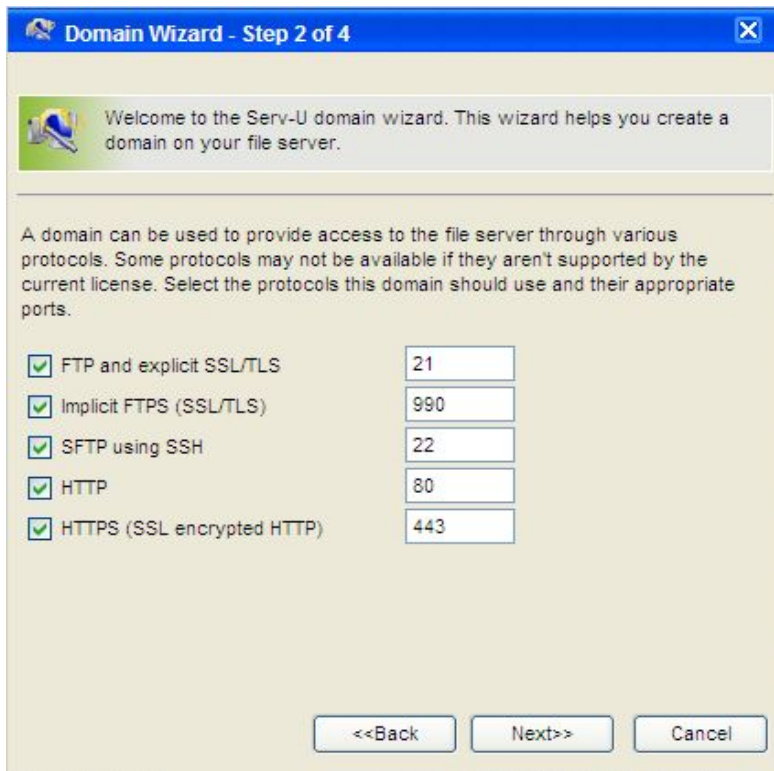 Domain Wizard - Step 2 of 4
Welcome to the Serv-U domain wizard. This wizard helps you create a
domain on your file server.
A domain can be used to provide access to the file server through various
protocols. Some protocols may not be available if they aren't supported by the
current license. Select the protocols this domain should use and their appropriate
ports.
FTP and explicit SSL/TLS 21
Implicit FTPS (SSL/TLS) 990
SFTP using SSH 22
HTTP 80
HTTPS (SSL encrypted HTTP) 443
<<Back Next>> Cancel